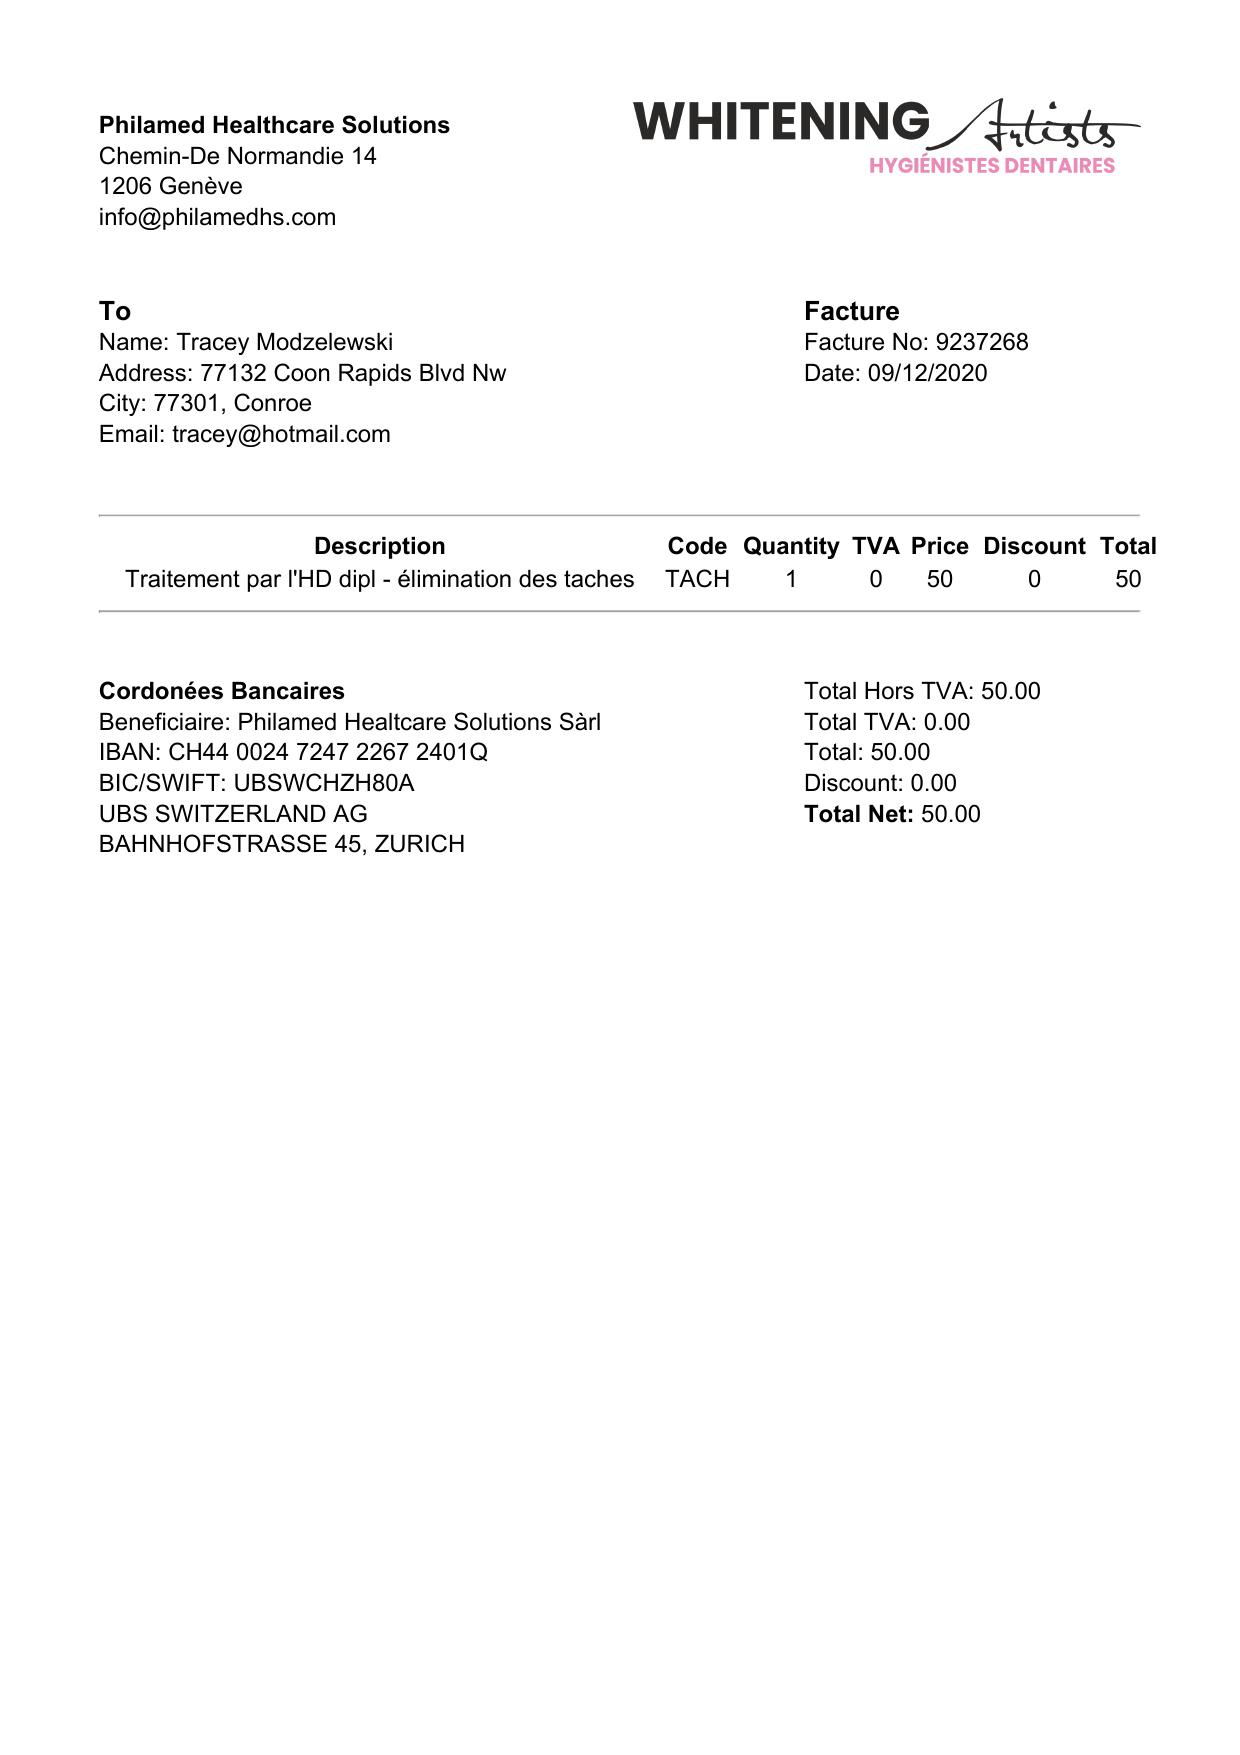 Philamed Healthcare Solutions
Chemin-De Normandie 14
1206 Genève
info@philamedhs.com
WHITENING Artists
HYGIÉNISTES DENTAIRES
To
Name: Tracey Modzelewski
Address: 77132 Coon Rapids Blvd Nw
City: 77301, Conroe
Email: tracey@hotmail.com
Facture
Facture No: 9237268
Date: 09/12/2020
Description Code Quantity TVA Price Discount Total
Traitement par l'HD dipl - élimination des taches TACH 1 0 50 0 50
Cordonées Bancaires
Beneficiaire: Philamed Healtcare Solutions Sàrl
IBAN: CH44 0024 7247 2267 2401Q
BIC/SWIFT: UBSWCHZH80A
UBS SWITZERLAND AG
BAHNHOFSTRASSE 45, ZURICH
Total Hors TVA: 50.00
Total TVA: 0.00
Total: 50.00
Discount: 0.00
Total Net: 50.00